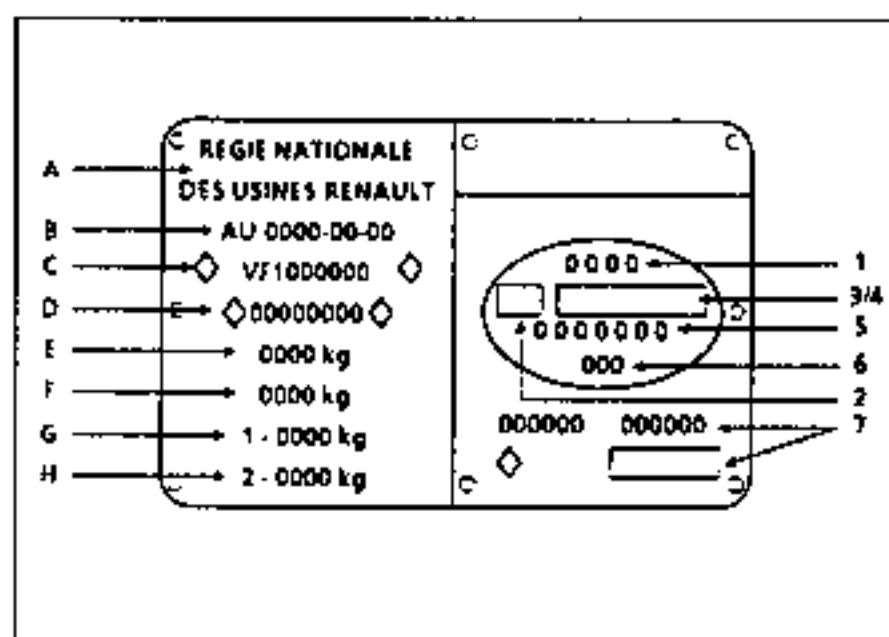 A
REGIE NATIONALE
DES USINES RENAULT
B
AU 0000-00-00
C
VF1000000
D
E
00000000
E
0000 kg
F
0000 kg
G
1 - 0000 kg
H
2 - 0000 kg
0000
1
3/4
0000000
5
000
6
2
000000 000000
7